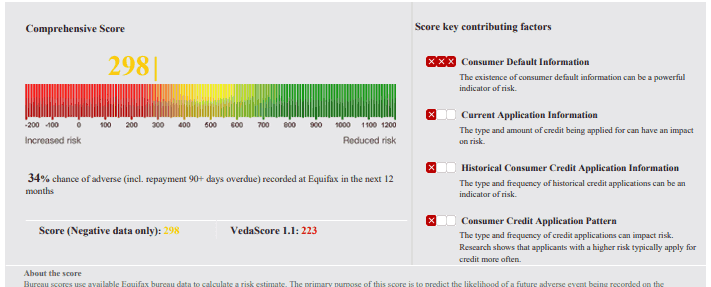 Comprehensive Score
298
-200 -100 0 100 200 300 400 500 600 700 800 900 1000 1100 1200
Increased risk Reduced risk
34% chance of adverse (incl. repayment 90+ days overdue) recorded at Equifax in the next 12
months
Score (Negative data only): 298 VedaScore 1.1: 223
Score key contributing factors
Consumer Default Information
The existence of consumer default information can be a powerful
indicator of risk.
Current Application Information
The type and amount of credit being applied for can have an impact
on risk.
Historical Consumer Credit Application Information
The type and frequency of historical credit applications can be an
indicator of risk.
Consumer Credit Application Pattern
The type and frequency of credit applications can impact risk.
Research shows that applicants with a higher risk typically apply for
credit more often.
About the score
Bureau scores use available Equifax bureau data to calculate a risk estimate. The primary purpose of this score is to predict the likelihood of a future adverse event being recorded on the